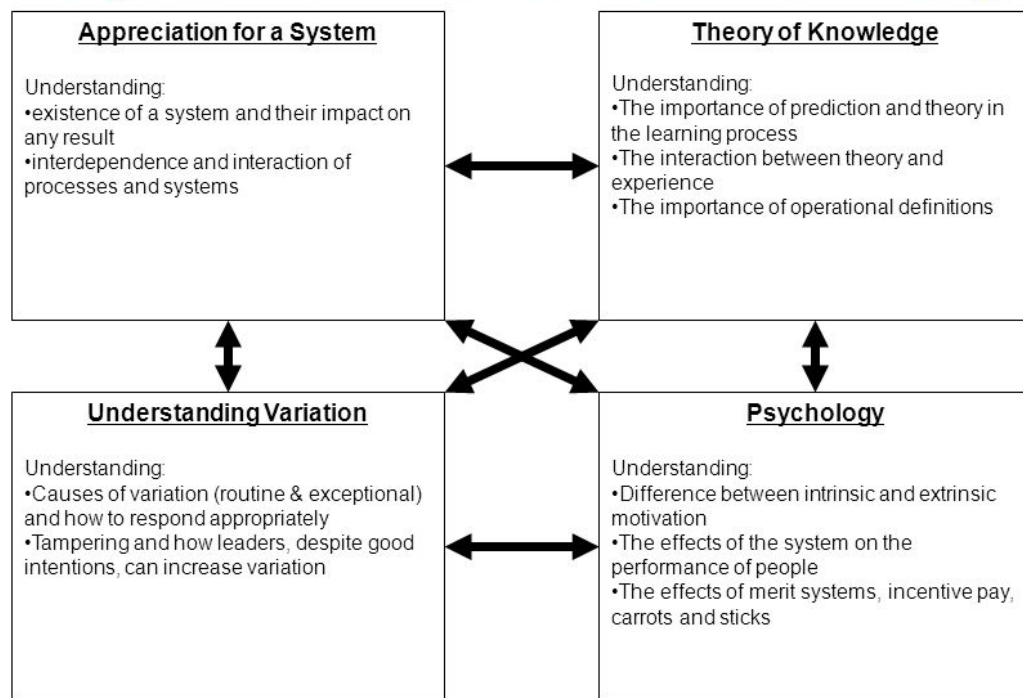 Appreciation for a System
Understanding:
•existence of a system and their impact on
any result
•interdependence and interaction of
processes and systems
Theory of Knowledge
Understanding:
•The importance of prediction and theory in
the learning process
•The interaction between theory and
experience
•The importance of operational definitions
Understanding Variation
Understanding:
•Causes of variation (routine & exceptional)
and how to respond appropriately
•Tampering and how leaders, despite good
intentions, can increase variation
Psychology
Understanding:
•Difference between intrinsic and extrinsic
motivation
•The effects of the system on the
performance of people
•The effects of merit systems, incentive pay,
carrots and sticks